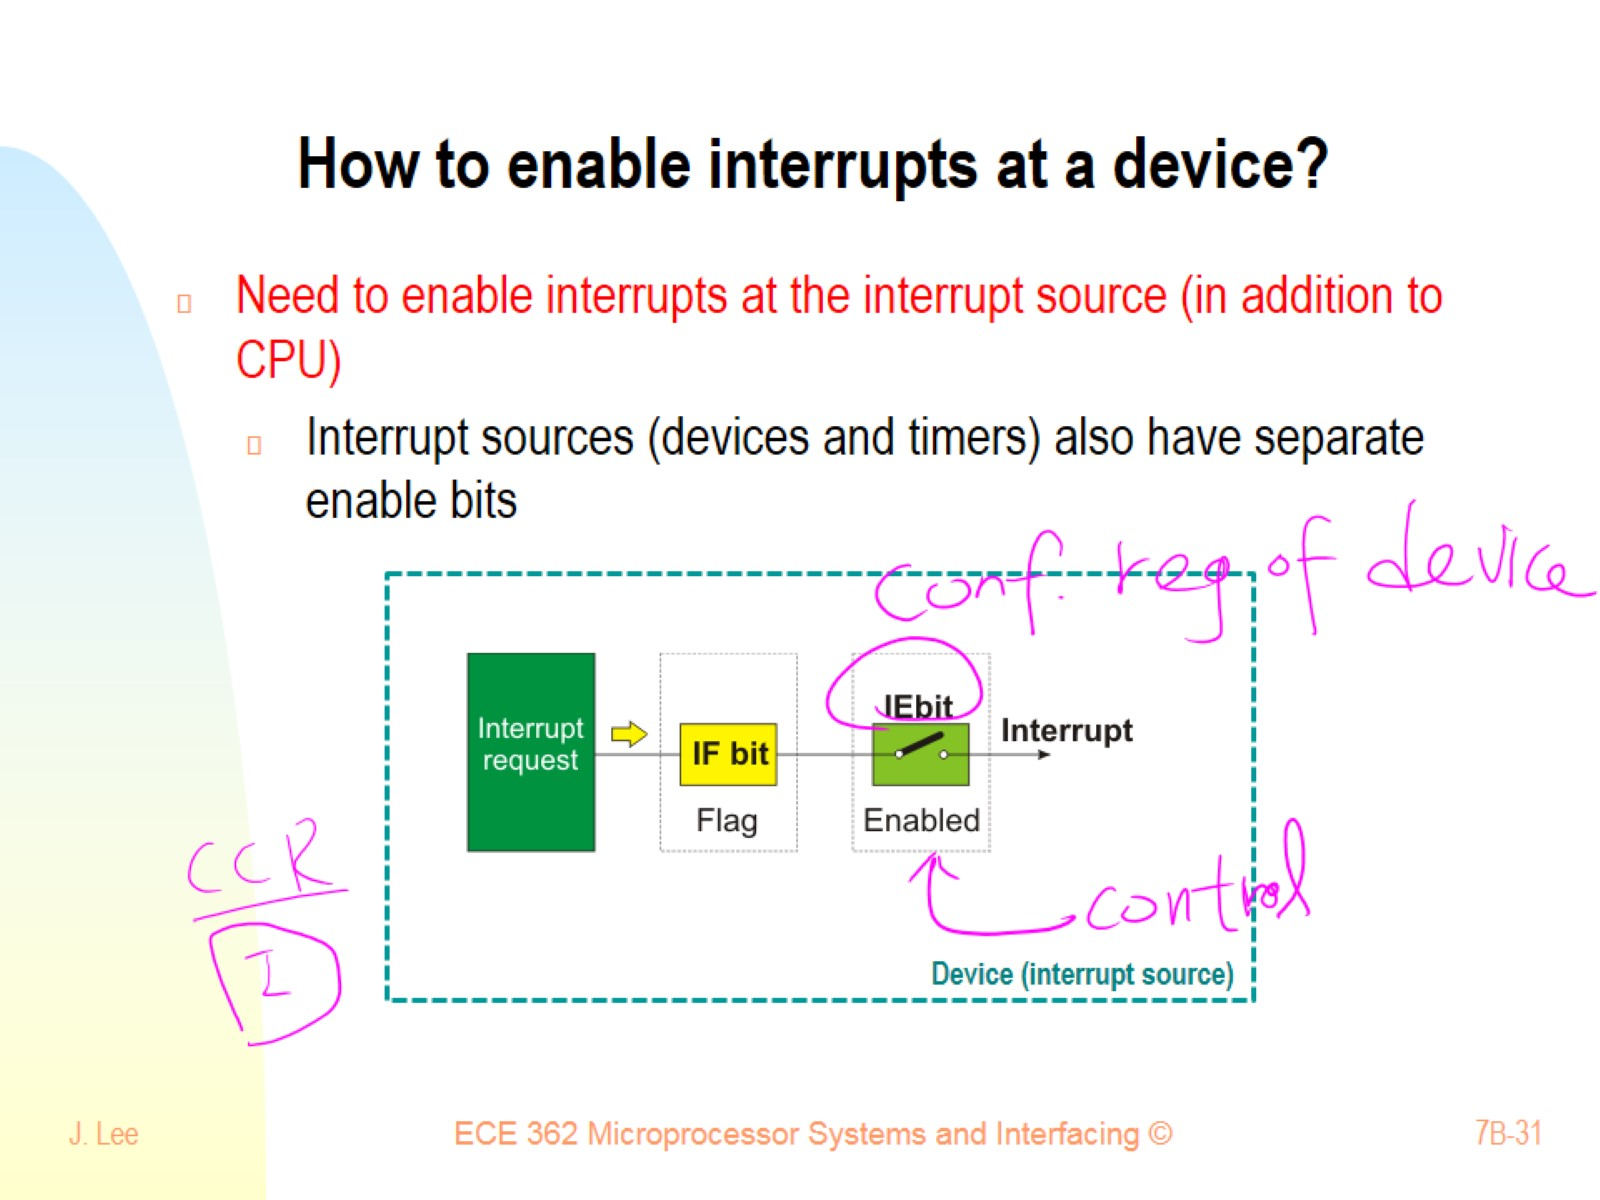 How to enable interrupts at a device?
Need to enable interrupts at the interrupt source (in addition to
CPU)
Interrupt sources (devices and timers) also have separate
enable bits
conf. reg of device
IEbit
Interrupt
request
IF bit
Interrupt
Flag
Enabled
CCR
I
control
Device (interrupt source)
J. Lee
ECE 362 Microprocessor Systems and Interfacing ©
7B-31